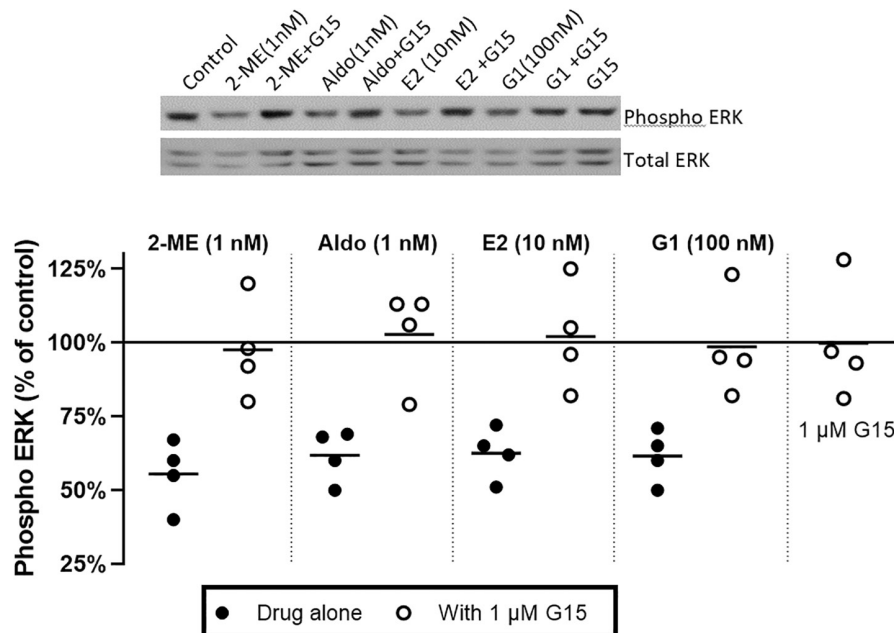 Control
2-ME(1nM)
2-ME+G15
Aldo(1nM)
Aldo+G15
E2 (10nM)
E2 +G15
G1(100nM)
G1 +G15
G15
Phospho ERK
Total ERK
2-ME (1 nM) Aldo (1 nM) E2 (10 nM) G1 (100 nM)
Phospho ERK (% of control)
125%
100%
75%
50%
25%
1 µM G15
Drug alone With 1 µM G15